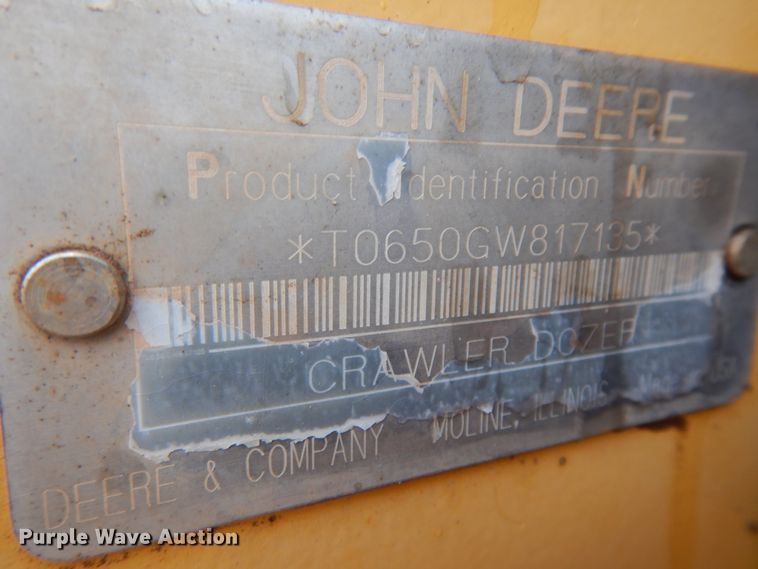 JOHN DEERE
Product Identification Number
*T0650GW817135*
CRAWLER DOZER
DEERE & COMPANY MOLINE, ILLINOIS
Purple Wave Auction